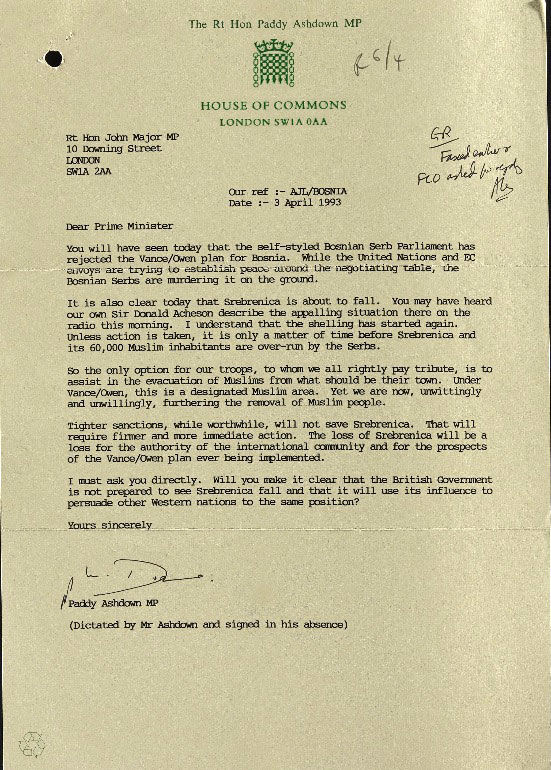 The Rt Hon Paddy Ashdown MP
R 6/4
HOUSE OF COMMONS
LONDON SW1A 0AA
Rt Hon John Major MP
10 Downing Street
LONDON
SW1A 2AA
GR
Faxed earlier
FCO asked for reply
Our ref :- AJL/BOSNIA
Date :- 3 April 1993
Dear Prime Minister
You will have seen today that the self-styled Bosnian Serb Parliament has
rejected the Vance/Owen plan for Bosnia. While the United Nations and EC
envoys are trying to establish peace around the negotiating table, the
Bosnian Serbs are murdering it on the ground.
It is also clear today that Srebrenica is about to fall. You may have heard
our own Sir Donald Acheson describe the appalling situation there on the
radio this morning. I understand that the shelling has started again.
Unless action is taken, it is only a matter of time before Srebrenica and
its 60,000 Muslim inhabitants are over-run by the Serbs.
So the only option for our troops, to whom we all rightly pay tribute, is to
assist in the evacuation of Muslims from what should be their town. Under
Vance/Owen, this is a designated Muslim area. Yet we are now, unwittingly
and unwillingly, furthering the removal of Muslim people.
Tighter sanctions, while worthwhile, will not save Srebrenica. That will
require firmer and more immediate action. The loss of Srebrenica will be a
loss for the authority of the international community and for the prospects
of the Vance/Owen plan ever being implemented.
I must ask you directly. Will you make it clear that the British Government
is not prepared to see Srebrenica fall and that it will use its influence to
persuade other Western nations to the same position?
Yours sincerely
Paddy Ashdown MP
(Dictated by Mr Ashdown and signed in his absence)